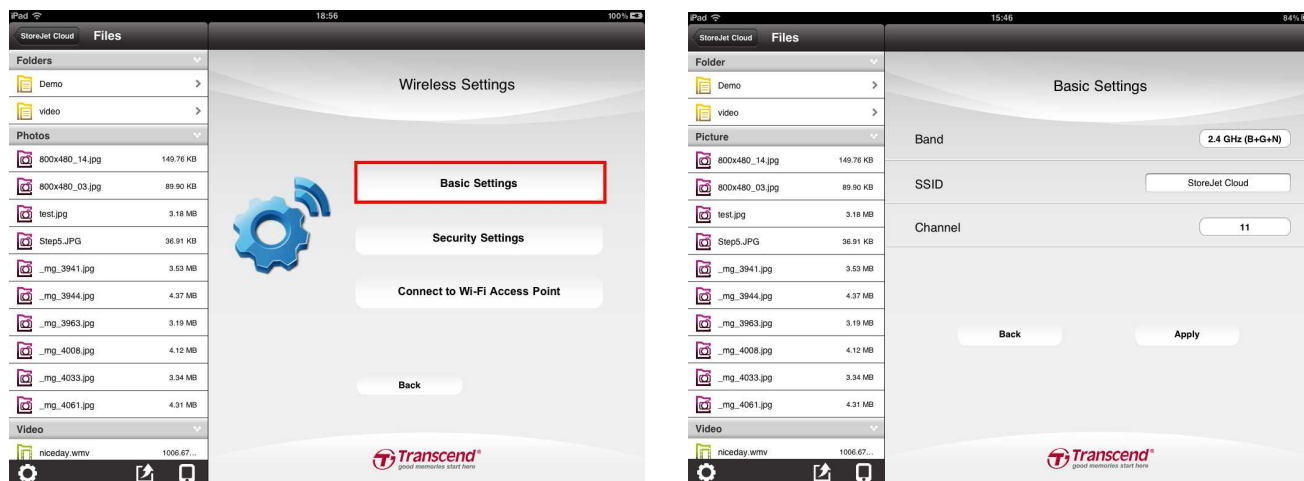 iPad 18:56 100%
StoreJet Cloud Files
Folders
Demo
video
Photos
800x480_14.jpg 149.76 KB
800x480_03.jpg 89.90 KB
test.jpg 3.18 MB
Step5.JPG 36.91 KB
_mg_3941.jpg 3.53 MB
_mg_3944.jpg 4.37 MB
_mg_3963.jpg 3.19 MB
_mg_4008.jpg 4.12 MB
_mg_4033.jpg 3.34 MB
_mg_4061.jpg 4.31 MB
Video
niceday.wmv 1006.67...
Wireless Settings
Basic Settings
Security Settings
Connect to Wi-Fi Access Point
Back
Transcend®
good memories start here
iPad 15:46 84%
StoreJet Cloud Files
Folder
Demo
video
Picture
800x480_14.jpg 149.76 KB
800x480_03.jpg 89.90 KB
test.jpg 3.18 MB
Step5.JPG 36.91 KB
_mg_3941.jpg 3.53 MB
_mg_3944.jpg 4.37 MB
_mg_3963.jpg 3.19 MB
_mg_4008.jpg 4.12 MB
_mg_4033.jpg 3.34 MB
_mg_4061.jpg 4.31 MB
Video
niceday.wmv 1006.67...
Basic Settings
Band 2.4 GHz (B+G+N)
SSID StoreJet Cloud
Channel 11
Back Apply
Transcend®
good memories start here